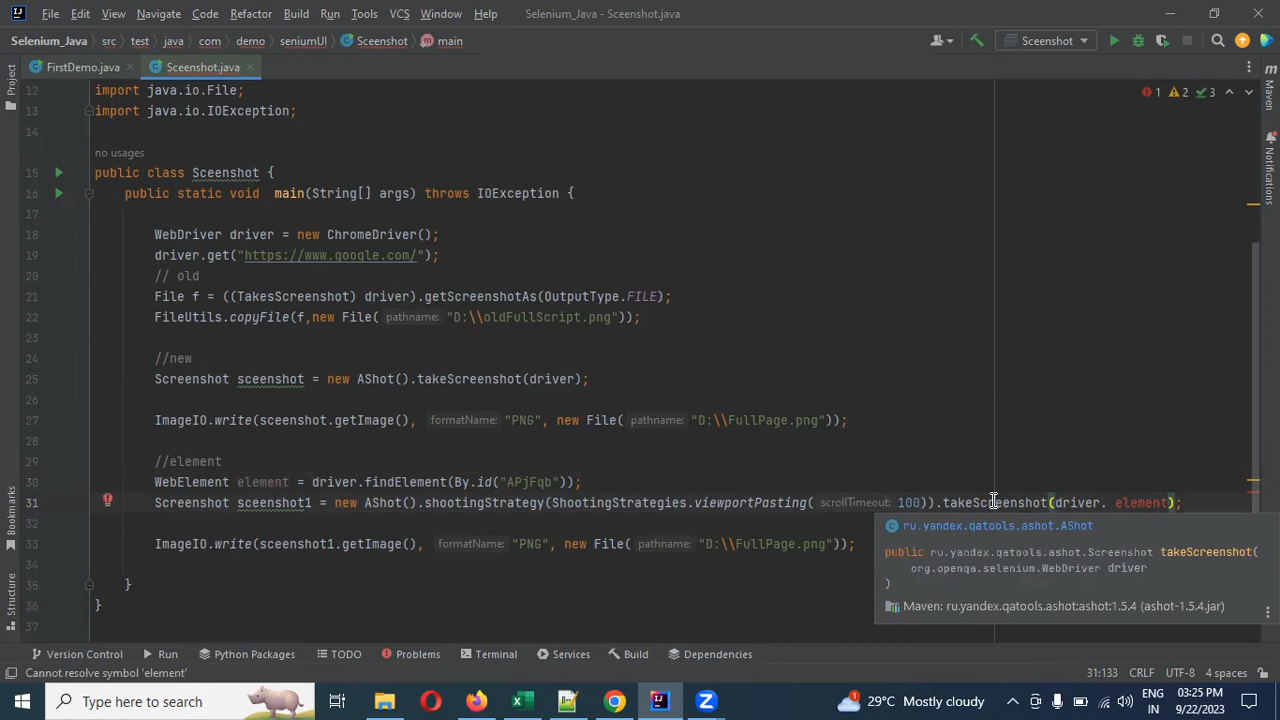 File Edit View Navigate Code Refactor Build Run Tools VCS Window Help Selenium_Java - Sceenshot.java
Selenium_Java src test java com demo seniumUI Sceenshot main Sceenshot
FirstDemo.java Sceenshot.java
Project
Bookmarks
Structure
Maven
Notifications
1 2 3
12 import java.io.File;
13 import java.io.IOException;
14
no usages
15 public class Sceenshot {
16 public static void main(String[] args) throws IOException {
17
18 WebDriver driver = new ChromeDriver();
19 driver.get("https://www.google.com/");
20 // old
21 File f = ((TakesScreenshot) driver).getScreenshotAs(OutputType.FILE);
22 FileUtils.copyFile(f,new File( pathname: "D:\\oldFullScript.png"));
23
24 //new
25 Screenshot sceenshot = new AShot().takeScreenshot(driver);
26
27 ImageIO.write(sceenshot.getImage(), formatName: "PNG", new File( pathname: "D:\\FullPage.png"));
28
29 //element
30 WebElement element = driver.findElement(By.id("APjFqb"));
31 Screenshot sceenshot1 = new AShot().shootingStrategy(ShootingStrategies.viewportPasting( scrollTimeout: 100)).takeScreenshot(driver. element);
32
33 ImageIO.write(sceenshot1.getImage(), formatName: "PNG", new File( pathname: "D:\\FullPage.png"));
34
35 }
36 }
37
ru.yandex.qatools.ashot.AShot
public ru.yandex.qatools.ashot.Screenshot takeScreenshot(
org.openqa.selenium.WebDriver driver
)
Maven: ru.yandex.qatools.ashot:ashot:1.5.4 (ashot-1.5.4.jar)
Version Control Run Python Packages TODO Problems Terminal Services Build Dependencies
Cannot resolve symbol 'element' 31:133 CRLF UTF-8 4 spaces
Type here to search 29°C Mostly cloudy ENG IN 03:25 PM 9/22/2023